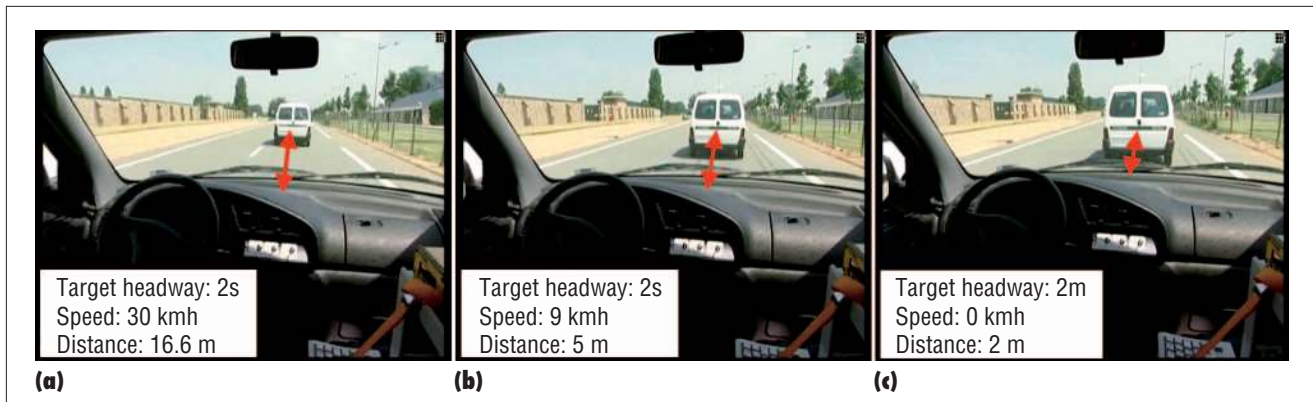 Target headway: 2s
Speed: 30 kmh
Distance: 16.6 m
(a)
Target headway: 2s
Speed: 9 kmh
Distance: 5 m
(b)
Target headway: 2m
Speed: 0 kmh
Distance: 2 m
(c)